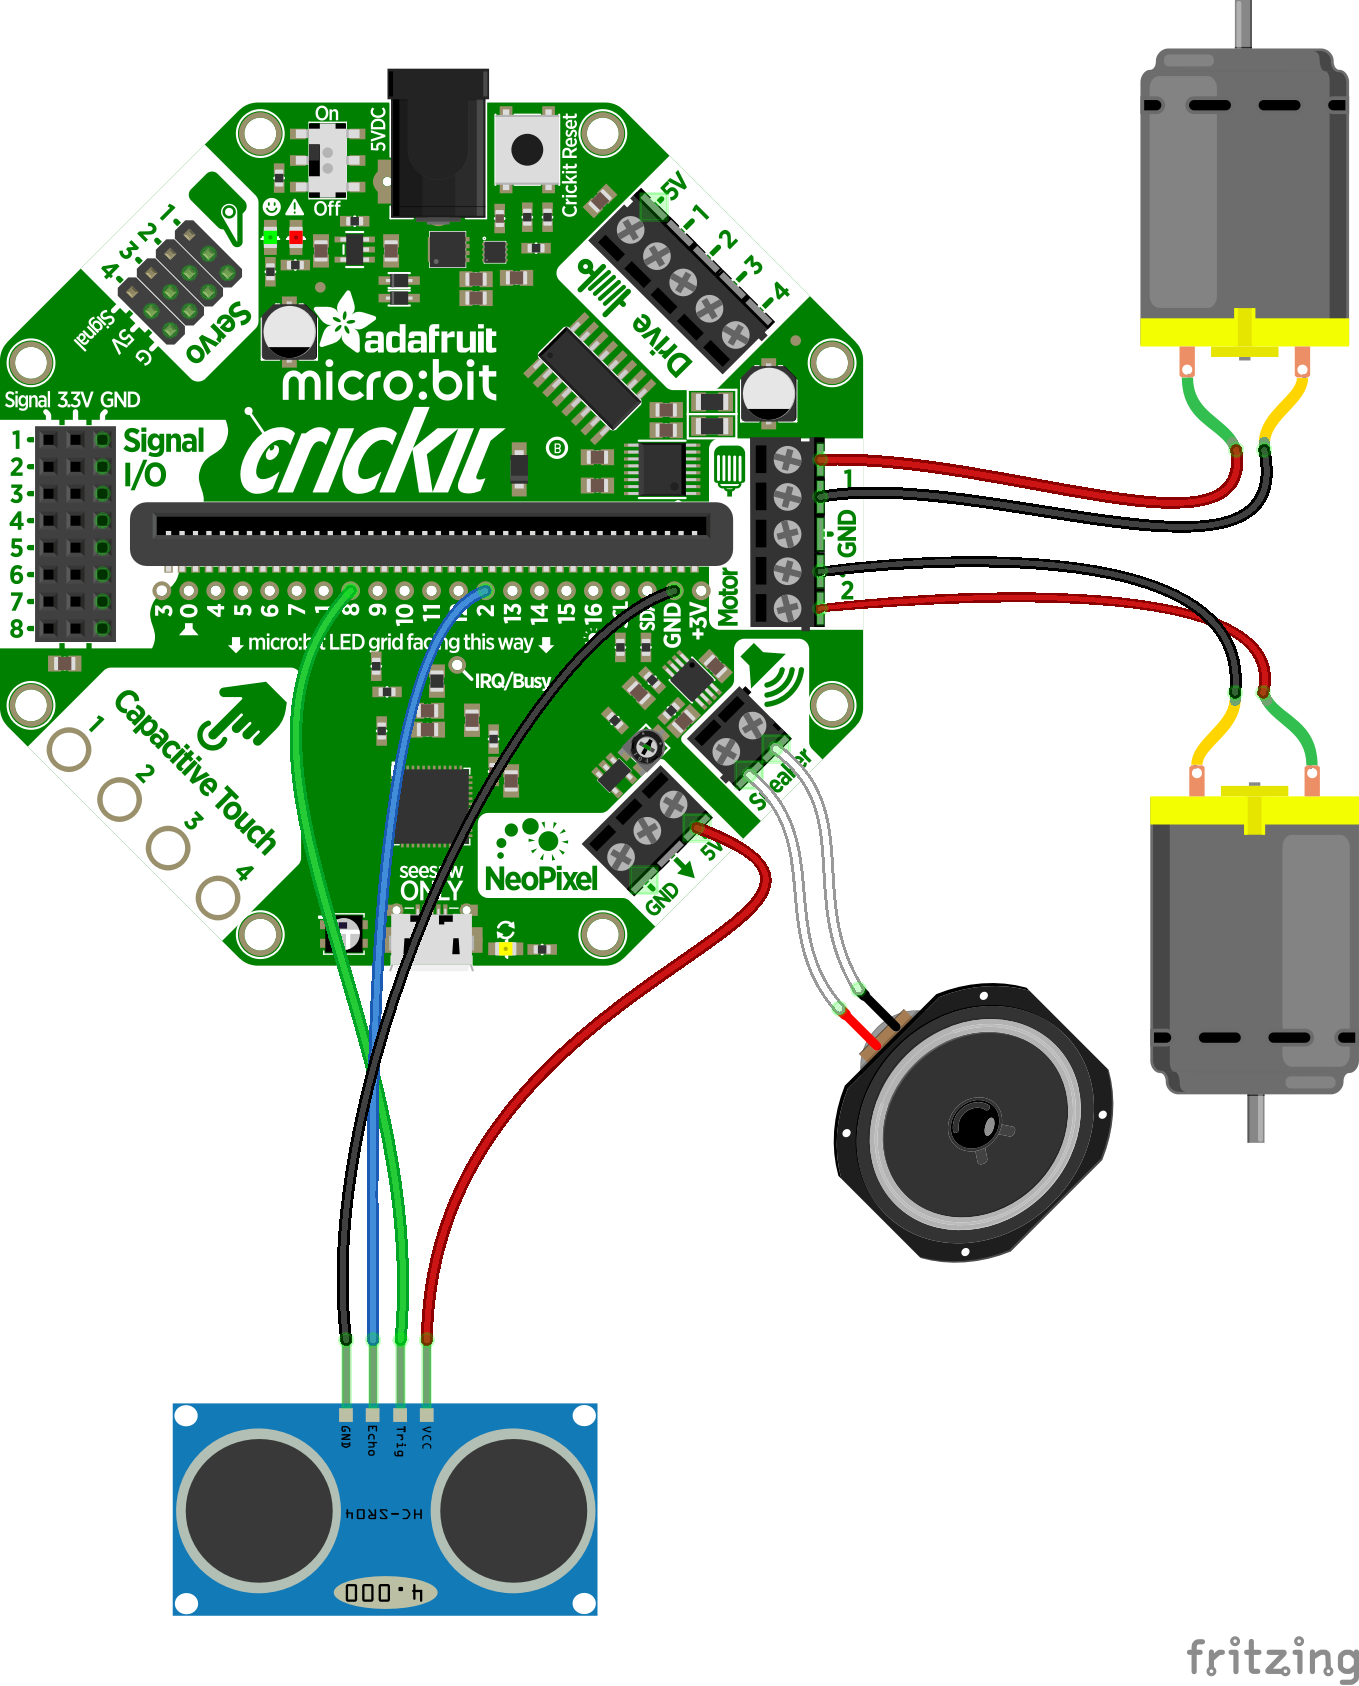 On
Off
5VDC
Crickit Reset
5V
1
2
3
4
Drive
1
2
3
4
Signal
5V
G
Servo
adafruit
micro:bit
crickit
B
Signal 3.3V GND
Signal
I/O
1
2
3
4
5
6
7
8
1
GND
2
Motor
3 0 4 5 6 7 1 8 9 10 11 12 2 13 14 15 16 GND +3V
micro:bit LED grid facing this way
IRQ/Busy
Capacitive Touch
1
2
3
4
Speaker
seesaw
ONLY
NeoPixel
5V
GND
GND
Echo
Trig
VCC
HC-SR04
4.000
fritzing